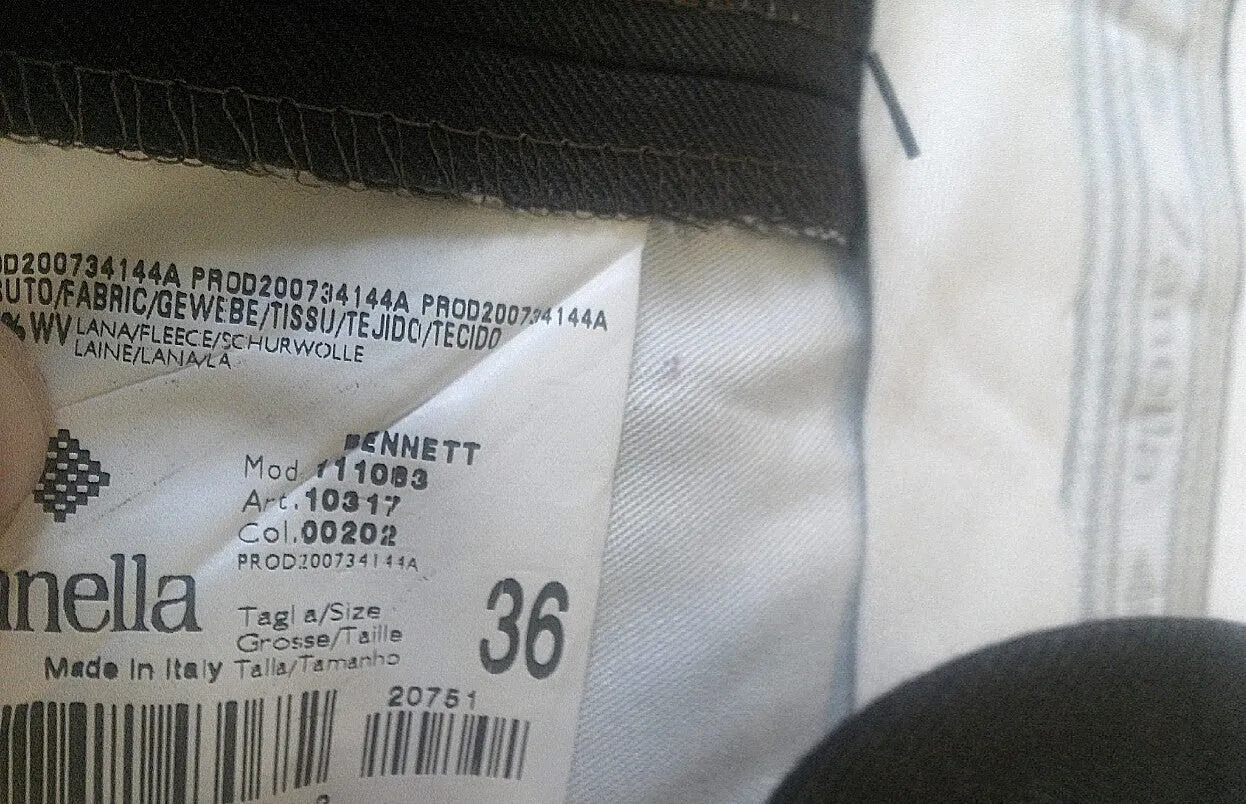 OD200734144A PROD200734144A PROD200734144A
SUTO/FABRIC/GEWEBE/TISSU/TEJIDO/TECIDO
% WV LANA/FLEECE/SCHURWOLLE
LAINE/LANA/LA
BENNETT
Mod 111083
Art.10317
Col.00202
PROD200734144A
nella
Tagl a/Size
Grosse/Taille
Made In Italy Talla/Tamanho
36
20751